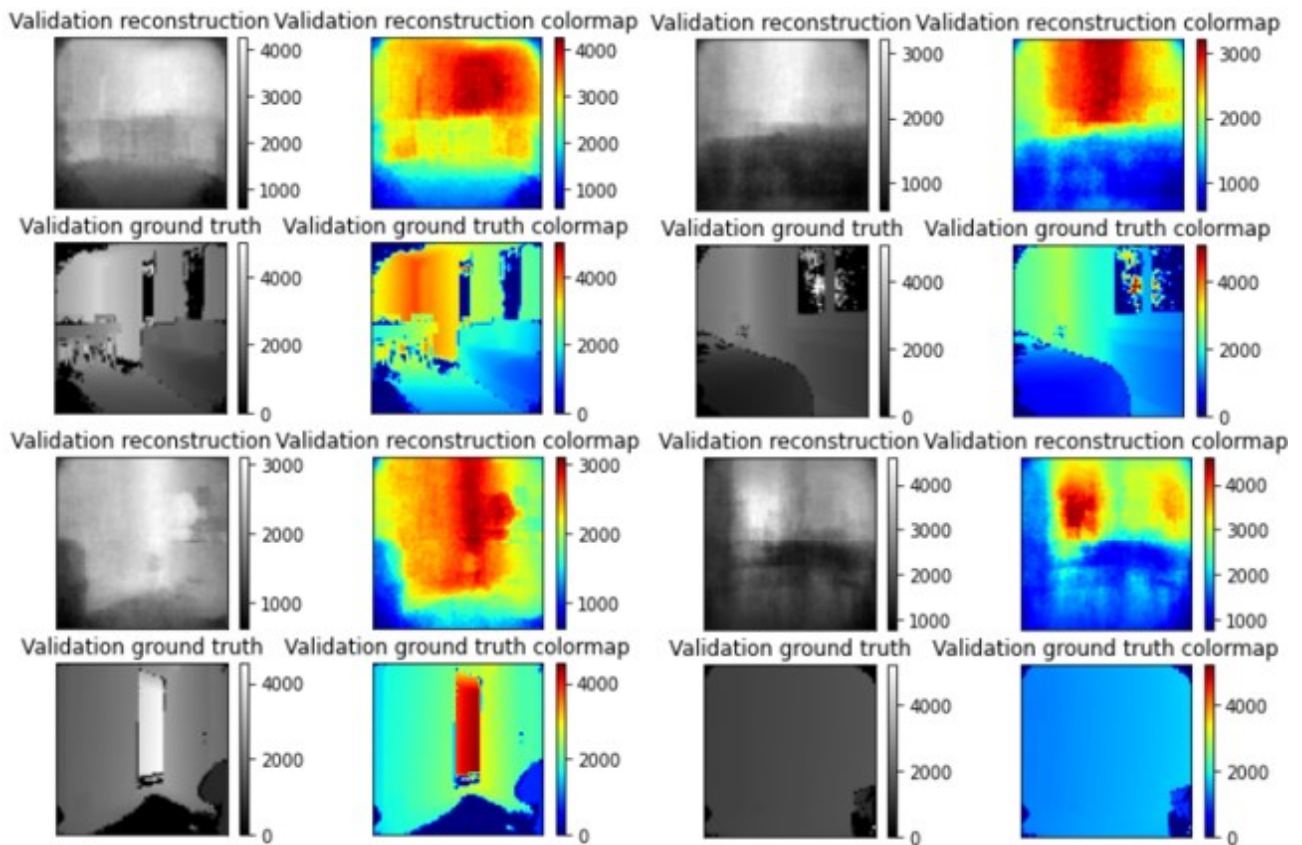 Validation reconstruction Validation reconstruction colormap Validation reconstruction Validation reconstruction colormap
4000 4000 3000 3000
3000 3000 2000 2000
2000 2000 1000 1000
1000 1000
Validation ground truth Validation ground truth colormap Validation ground truth Validation ground truth colormap
4000 4000 4000 4000
2000 2000 2000 2000
0 0 0 0
Validation reconstruction Validation reconstruction colormap Validation reconstruction Validation reconstruction colormap
3000 3000 4000 4000
2000 2000 3000 3000
1000 1000 2000 2000
1000 1000
Validation ground truth Validation ground truth colormap Validation ground truth Validation ground truth colormap
4000 4000 4000 4000
2000 2000 2000 2000
0 0 0 0